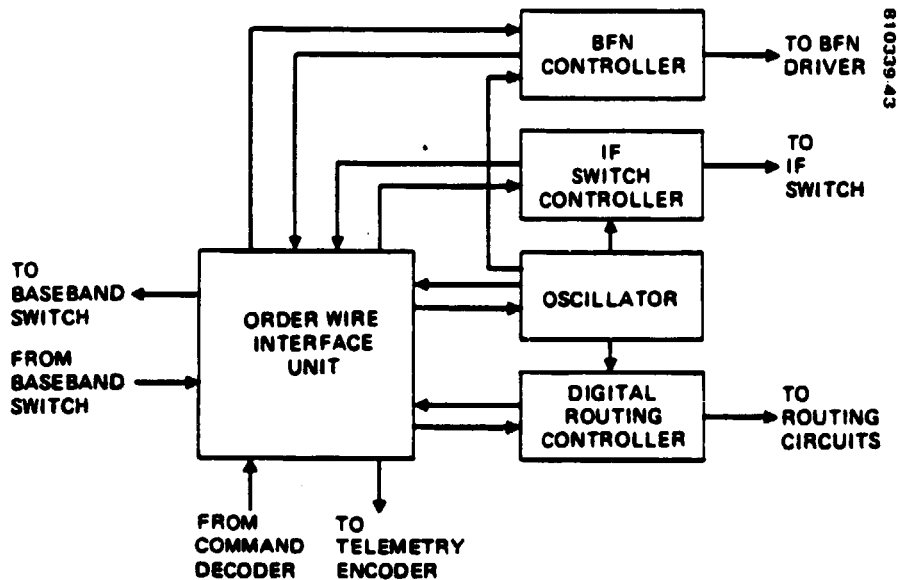 BFN
CONTROLLER
TO BFN
DRIVER
810339-43
IF
SWITCH
CONTROLLER
TO
IF
SWITCH
TO
BASEBAND
SWITCH
ORDER WIRE
INTERFACE
UNIT
OSCILLATOR
FROM
BASEBAND
SWITCH
DIGITAL
ROUTING
CONTROLLER
TO
ROUTING
CIRCUITS
FROM
COMMAND
DECODER
TO
TELEMETRY
ENCODER